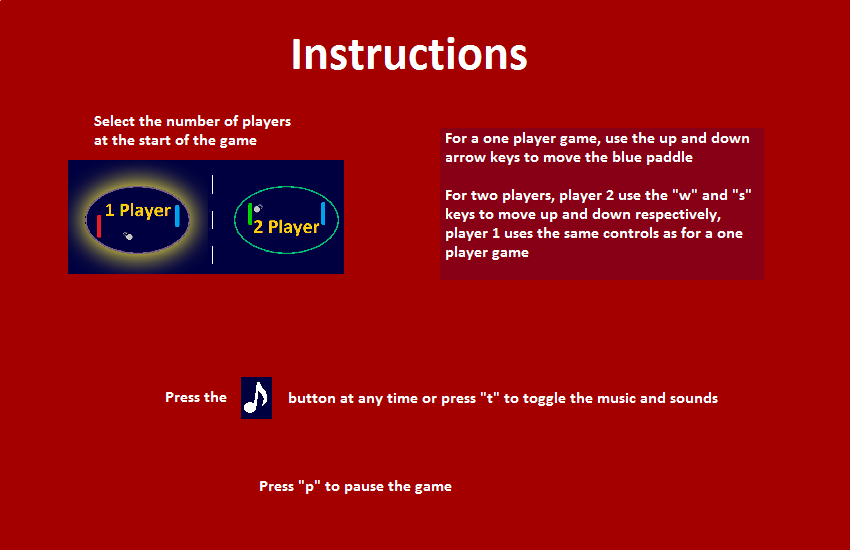 Instructions
Select the number of players
at the start of the game
1 Player
2 Player
For a one player game, use the up and down
arrow keys to move the blue paddle
For two players, player 2 use the "w" and "s"
keys to move up and down respectively,
player 1 uses the same controls as for a one
player game
Press the button at any time or press "t" to toggle the music and sounds
Press "p" to pause the game